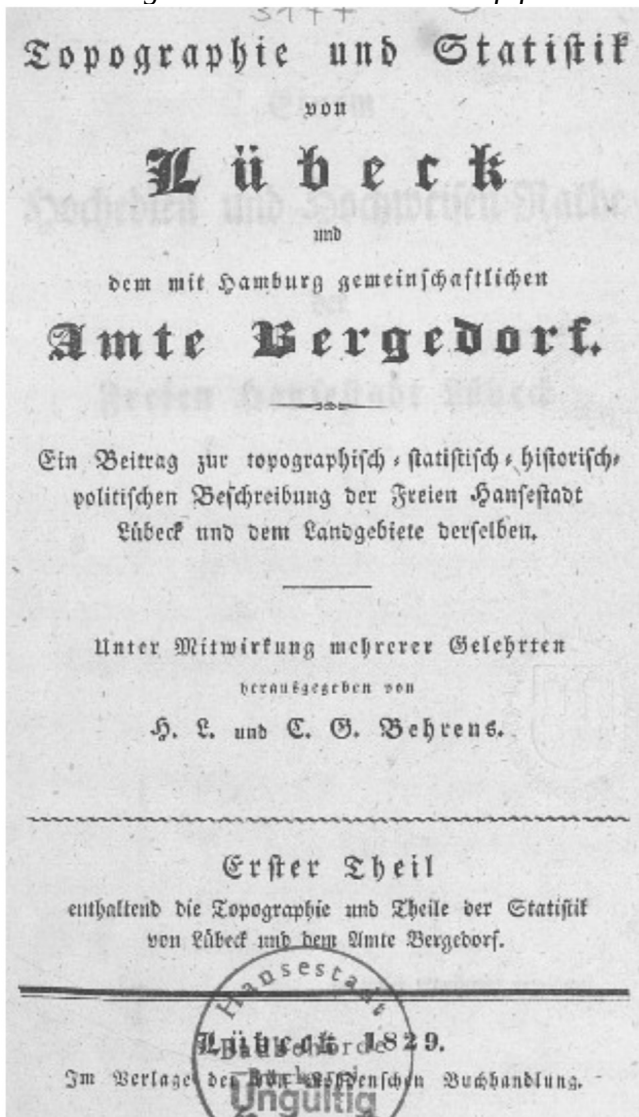 3177
Topographie und Statistik
von
Lübeck
und
dem mit Hamburg gemeinschaftlichen
Amte Bergedorf.
Ein Beitrag zur topographisch-statistisch-historisch-
politischen Beschreibung der Freien Hansestadt
Lübeck und dem Landgebiete derselben.
Unter Mitwirkung mehrerer Gelehrten
herausgegeben von
H. L. und C. G. Behrens.
Erster Theil
enthaltend die Topographie und Theile der Statistik
von Lübeck und dem Amte Bergedorf.
Hansestadt
Lübeck 1829.
Im Verlage der von Rohdenschen Buchhandlung.
Ungültig